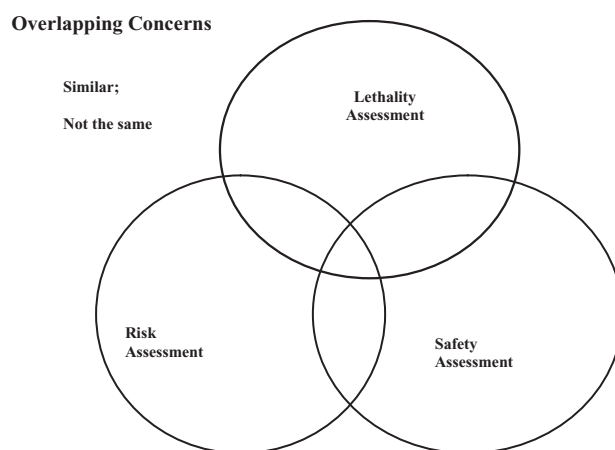 Overlapping Concerns
Similar;
Not the same
Lethality
Assessment
Risk
Assessment
Safety
Assessment